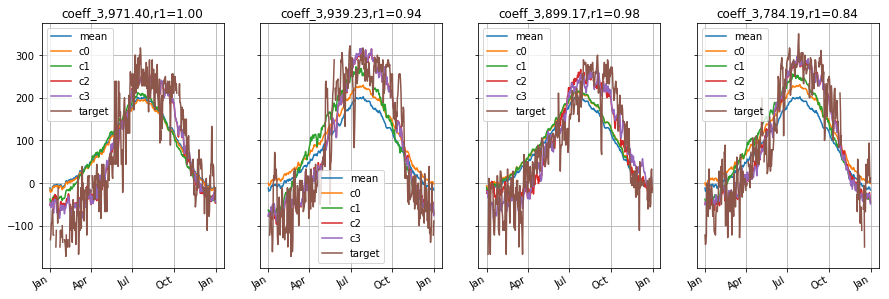 coeff_3,971.40,r1=1.00
coeff_3,939.23,r1=0.94
coeff_3,899.17,r1=0.98
coeff_3,784.19,r1=0.84
300
200
100
0
−100
mean
c0
c1
c2
c3
target
mean
c0
c1
c2
c3
target
mean
c0
c1
c2
c3
target
mean
c0
c1
c2
c3
target
Jan
Apr
Jul
Oct
Jan
Jan
Apr
Jul
Oct
Jan
Jan
Apr
Jul
Oct
Jan
Jan
Apr
Jul
Oct
Jan